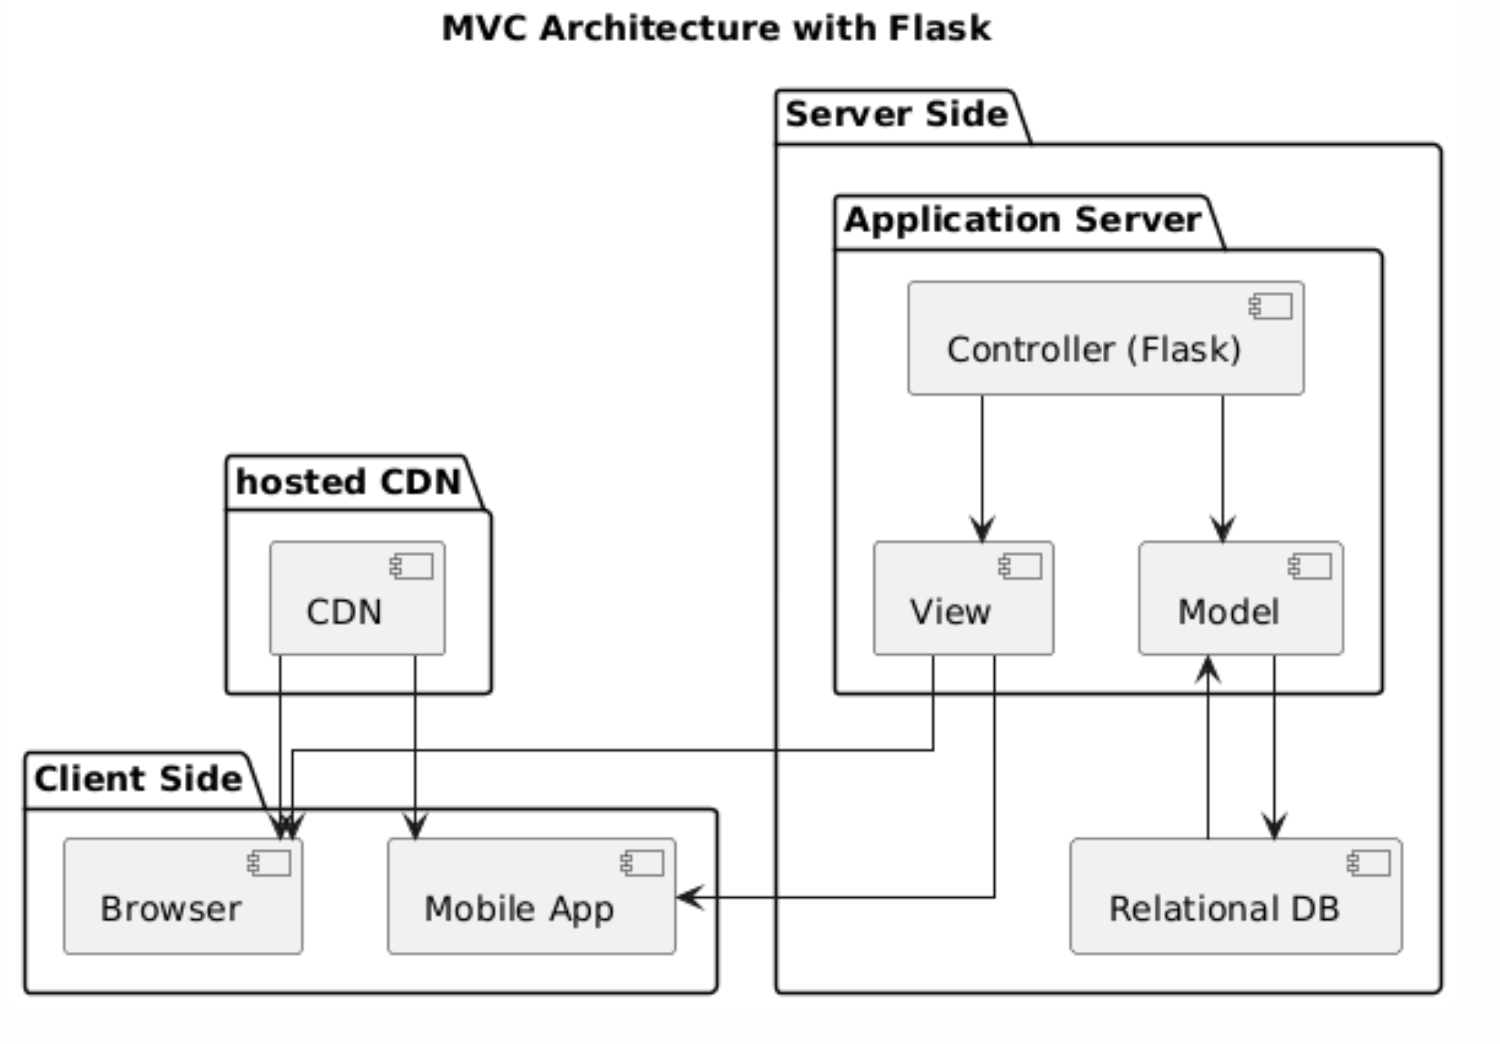 MVC Architecture with Flask
Server Side
Application Server
Controller (Flask)
hosted CDN
CDN
View
Model
Client Side
Browser
Mobile App
Relational DB